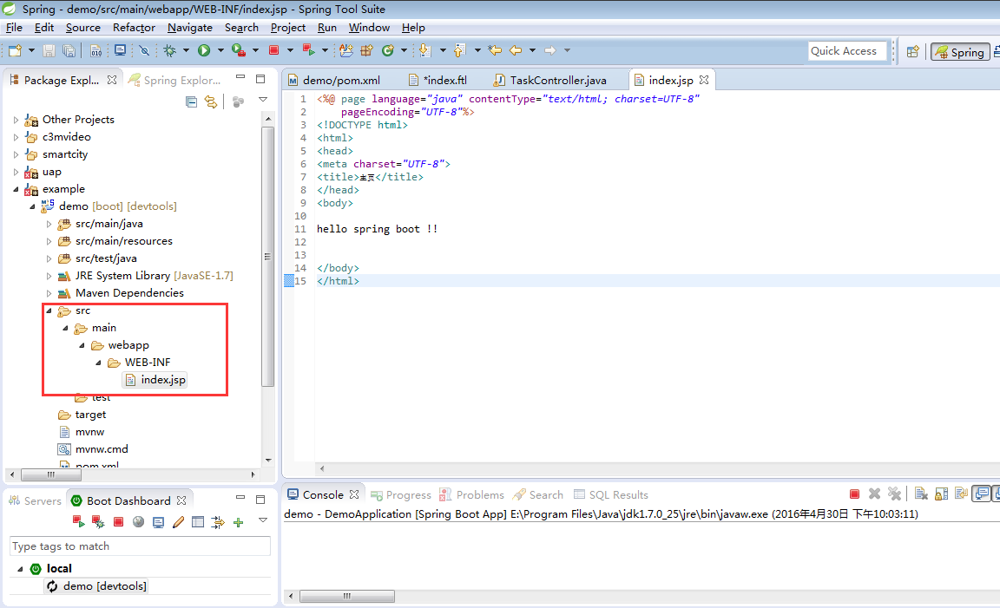 Spring - demo/src/main/webapp/WEB-INF/index.jsp - Spring Tool Suite
File Edit Source Refactor Navigate Search Project Run Window Help
Quick Access
Spring
Package Expl...
Spring Explor...
Other Projects
c3mvideo
smartcity
uap
example
demo [boot] [devtools]
src/main/java
src/main/resources
src/test/java
JRE System Library [JavaSE-1.7]
Maven Dependencies
src
main
webapp
WEB-INF
index.jsp
test
target
mvnw
mvnw.cmd
pom.xml
demo/pom.xml *index.ftl TaskController.java index.jsp
1 <%@ page language="java" contentType="text/html; charset=UTF-8"
2 pageEncoding="UTF-8"%>
3 <!DOCTYPE html>
4 <html>
5 <head>
6 <meta charset="UTF-8">
7 <title>主页</title>
8 </head>
9 <body>
10
11 hello spring boot !!
12
13
14 </body>
15 </html>
Servers Boot Dashboard
Type tags to match
local
demo [devtools]
Console Progress Problems Search SQL Results
demo - DemoApplication [Spring Boot App] E:\Program Files\Java\jdk1.7.0_25\jre\bin\javaw.exe (2016年4月30日 下午10:03:11)